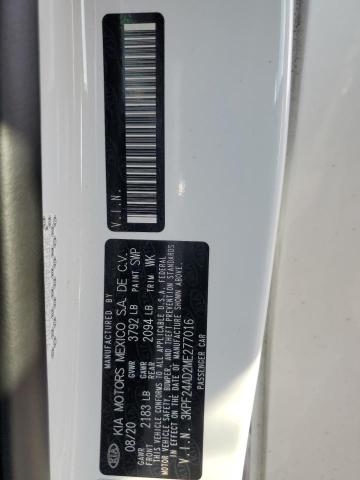 V.I.N.
KIA KIA MOTORS MEXICO S.A. DE C.V.
08/20 GVWR 3792 LB PAINT SWP
GAWR FRONT 2183 LB GAWR REAR 2094 LB TRIM WK
THIS VEHICLE CONFORMS TO ALL APPLICABLE U.S.A. FEDERAL
MOTOR VEHICLE SAFETY, BUMPER, AND THEFT PREVENTION STANDARDS
IN EFFECT ON THE DATE OF MANUFACTURE SHOWN ABOVE.
V.I.N. 3KPF24AD2ME277016
PASSENGER CAR